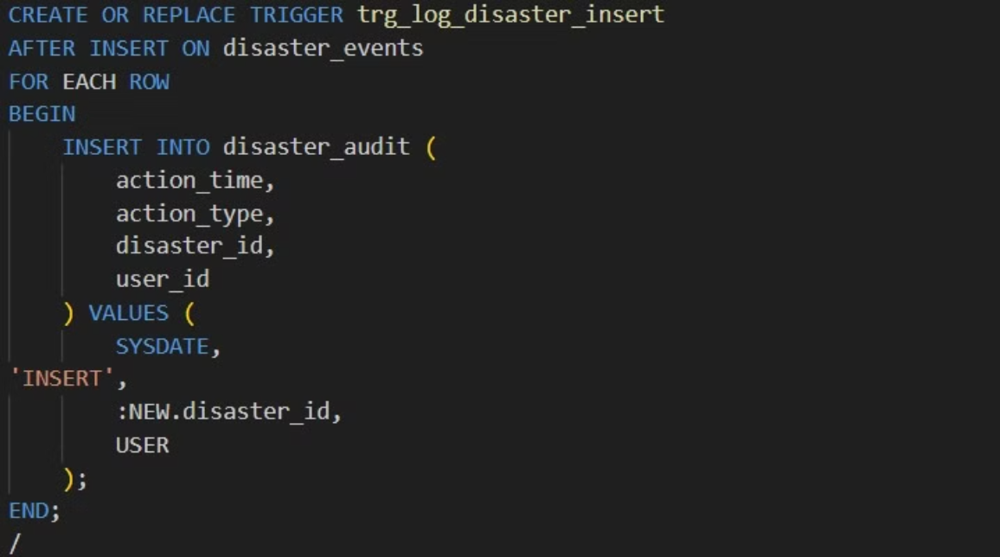 CREATE OR REPLACE TRIGGER trg_log_disaster_insert
AFTER INSERT ON disaster_events
FOR EACH ROW
BEGIN
    INSERT INTO disaster_audit (
        action_time,
        action_type,
        disaster_id,
        user_id
    ) VALUES (
        SYSDATE,
'INSERT',
        :NEW.disaster_id,
        USER
    );
END;
/